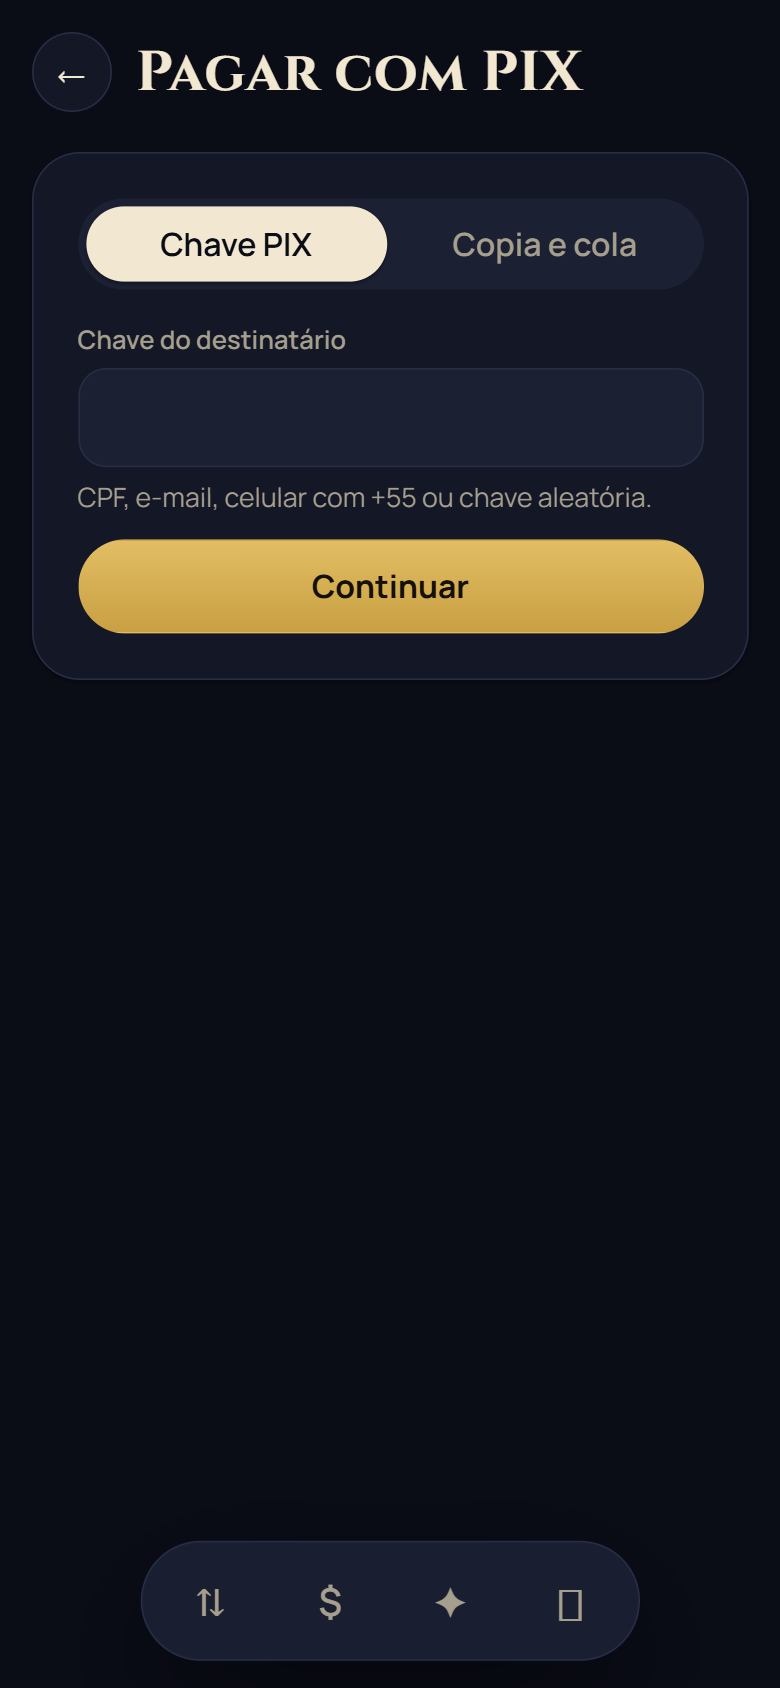 ←
Pagar com PIX
Chave PIX
Copia e cola
Chave do destinatário
CPF, e-mail, celular com +55 ou chave aleatória.
Continuar
⇅ $ ✦